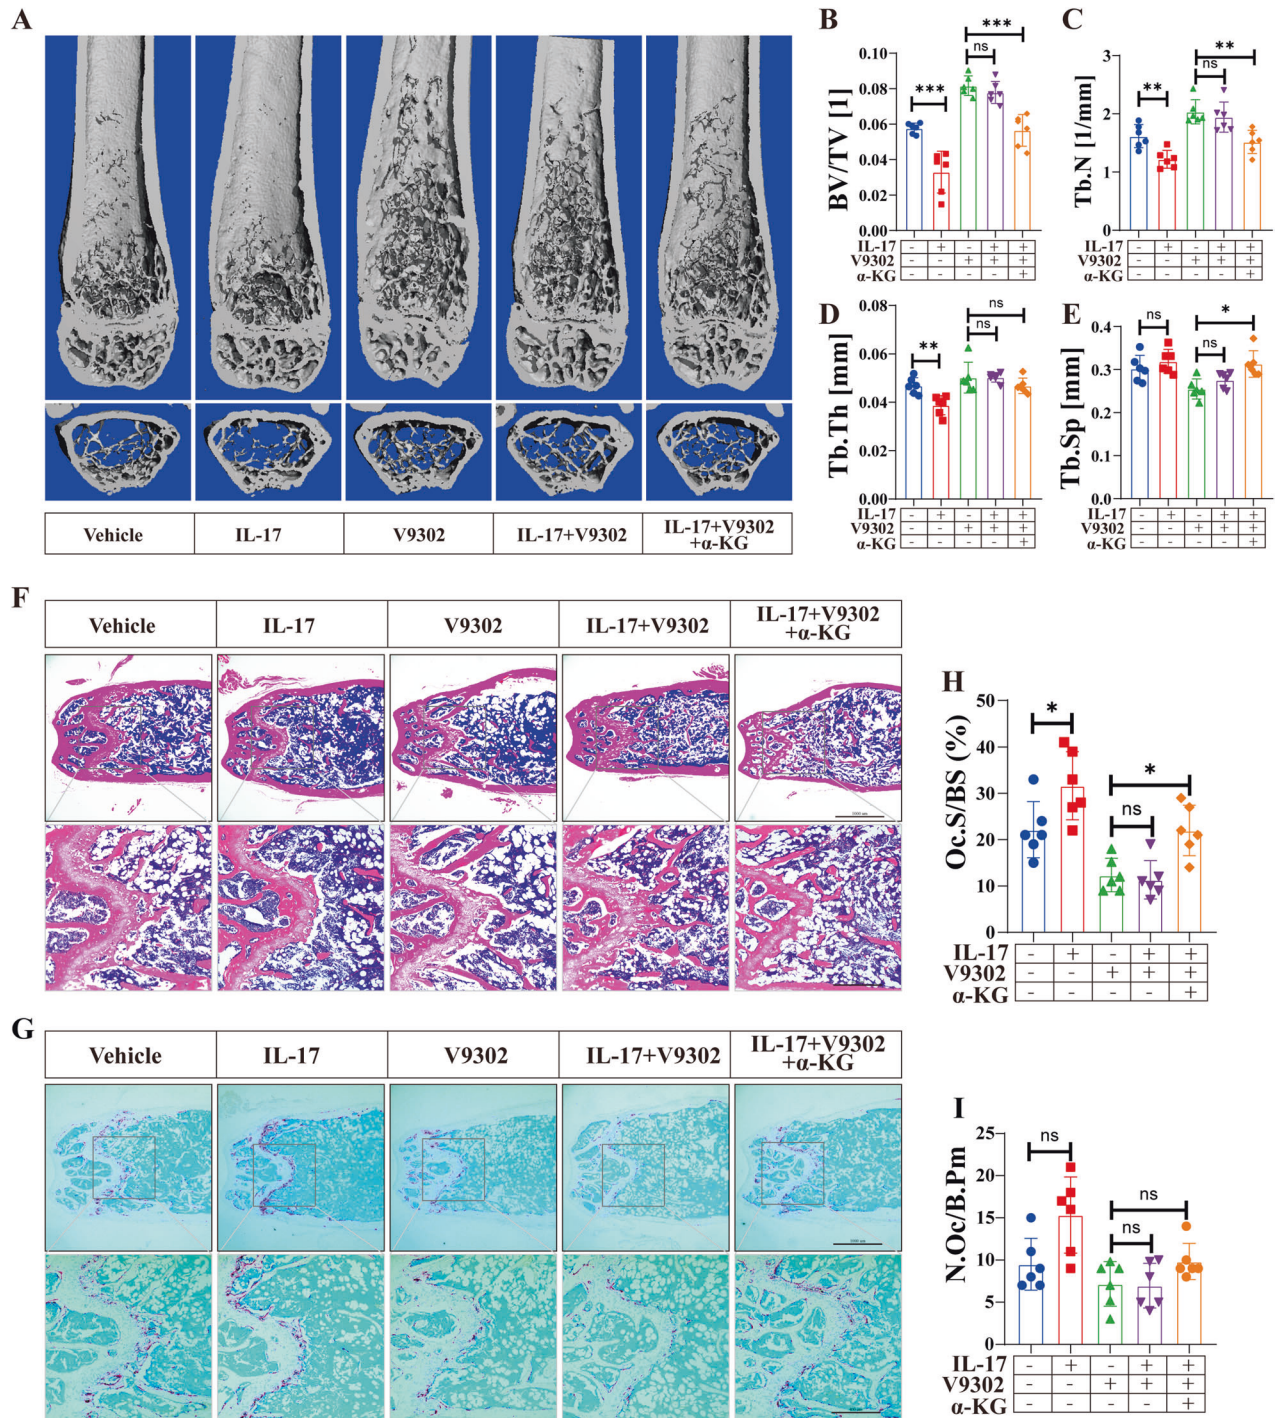 A
Vehicle
IL-17
V9302
IL-17+V9302
IL-17+V9302
+α-KG
B
BV/TV [1]
0.10
0.08
0.06
0.04
0.02
0.00
***
ns
***
IL-17 - + - + +
V9302 - - + + +
α-KG - - - - +
C
Tb.N [1/mm]
3
2
1
0
**
ns
**
IL-17 - + - + +
V9302 - - + + +
α-KG - - - - +
D
Tb.Th [mm]
0.08
0.06
0.04
0.02
0.00
**
ns
ns
IL-17 - + - + +
V9302 - - + + +
α-KG - - - - +
E
Tb.Sp [mm]
0.4
0.3
0.2
0.1
0.0
ns
ns
*
IL-17 - + - + +
V9302 - - + + +
α-KG - - - - +
F
Vehicle
IL-17
V9302
IL-17+V9302
IL-17+V9302
+α-KG
G
Vehicle
IL-17
V9302
IL-17+V9302
IL-17+V9302
+α-KG
H
Oc.S/BS (%)
50
40
30
20
10
0
*
ns
*
IL-17 - + - + +
V9302 - - + + +
α-KG - - - - +
I
N.Oc/B.Pm
25
20
15
10
5
0
ns
ns
ns
IL-17 - + - + +
V9302 - - + + +
α-KG - - - - +